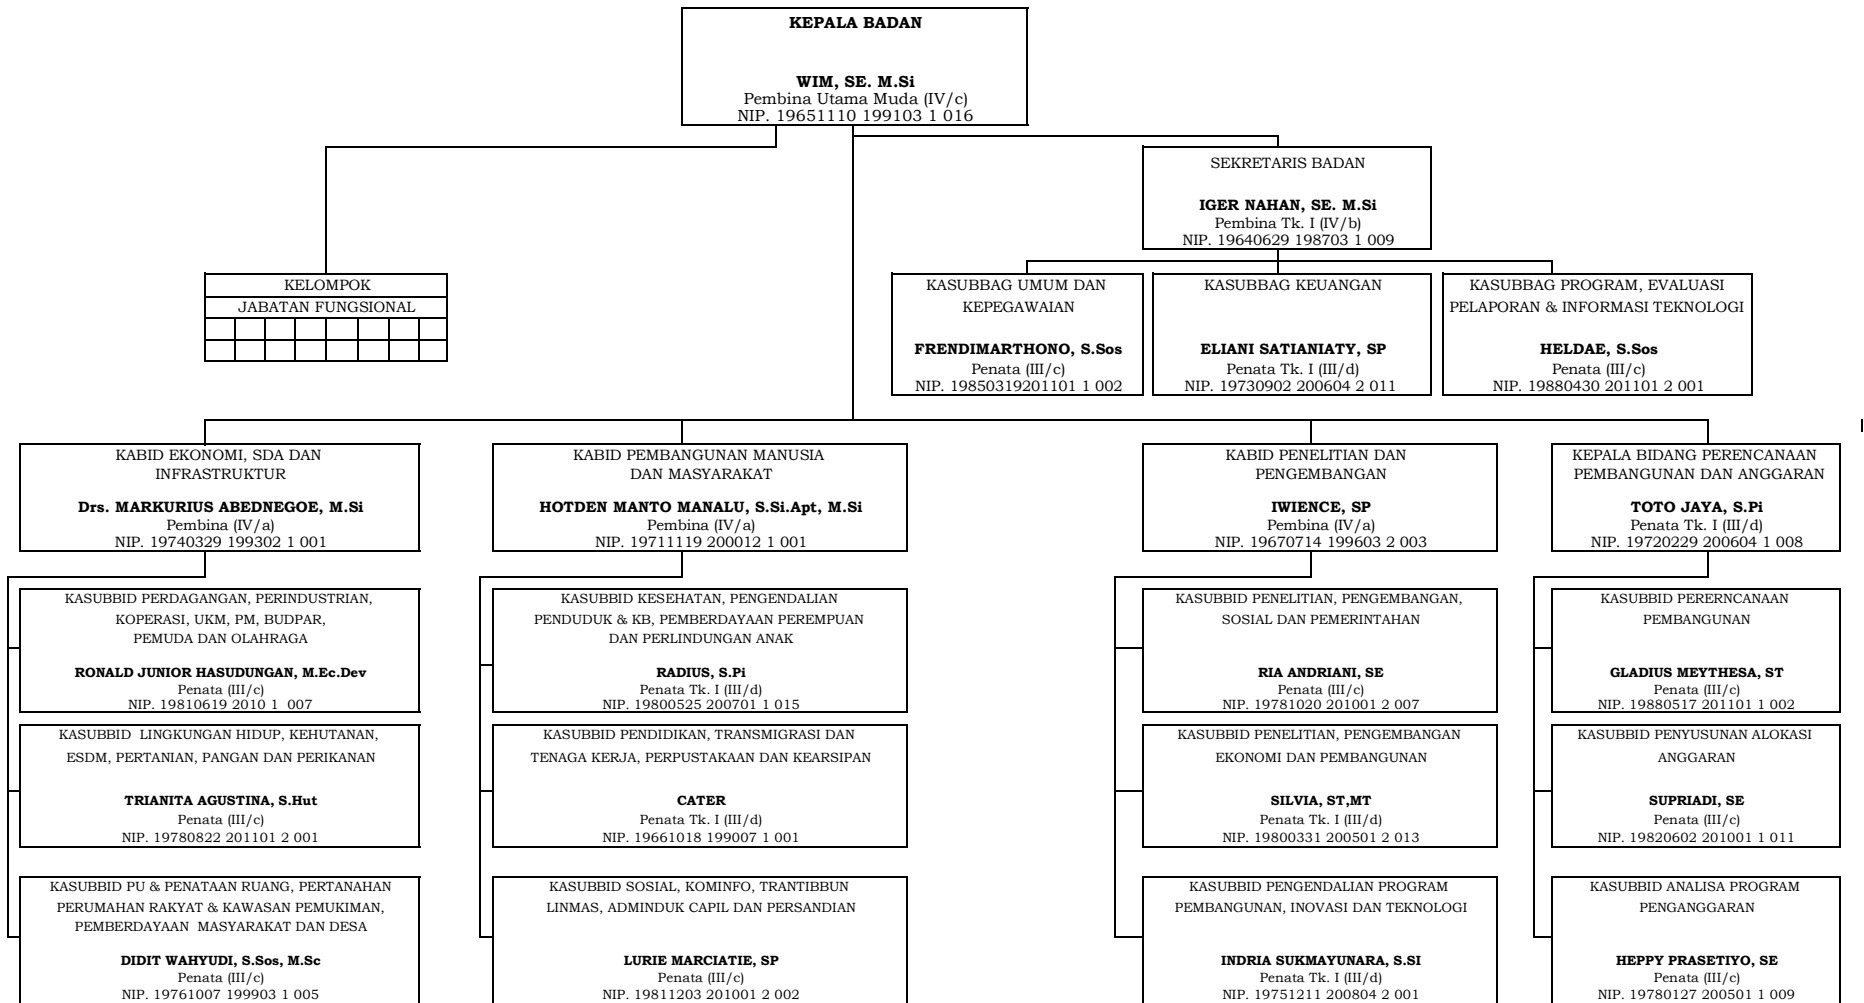 KEPALA BADAN
WIM, SE. M.Si
Pembina Utama Muda (IV/c)
NIP. 19651110 199103 1 016
SEKRETARIS BADAN
IGER NAHAN, SE. M.Si
Pembina Tk. I (IV/b)
NIP. 19640629 198703 1 009
KELOMPOK
JABATAN FUNGSIONAL
KASUBBAG UMUM DAN
KEPEGAWAIAN
FRENDIMARTHONO, S.Sos
Penata (III/c)
NIP. 19850319201101 1 002
KASUBBAG KEUANGAN
ELIANI SATIANIATY, SP
Penata Tk. I (III/d)
NIP. 19730902 200604 2 011
KASUBBAG PROGRAM, EVALUASI
PELAPORAN & INFORMASI TEKNOLOGI
HELDAE, S.Sos
Penata (III/c)
NIP. 19880430 201101 2 001
KABID EKONOMI, SDA DAN
INFRASTRUKTUR
Drs. MARKURIUS ABEDNEGOE, M.Si
Pembina (IV/a)
NIP. 19740329 199302 1 001
KABID PEMBANGUNAN MANUSIA
DAN MASYARAKAT
HOTDEN MANTO MANALU, S.Si.Apt, M.Si
Pembina (IV/a)
NIP. 19711119 200012 1 001
KABID PENELITIAN DAN
PENGEMBANGAN
IWIENCE, SP
Pembina (IV/a)
NIP. 19670714 199603 2 003
KEPALA BIDANG PERENCANAAN
PEMBANGUNAN DAN ANGGARAN
TOTO JAYA, S.Pi
Penata Tk. I (III/d)
NIP. 19720229 200604 1 008
KASUBBID PERDAGANGAN, PERINDUSTRIAN,
KOPERASI, UKM, PM, BUDPAR,
PEMUDA DAN OLAHRAGA
RONALD JUNIOR HASUDUNGAN, M.Ec.Dev
Penata (III/c)
NIP. 19810619 2010 1  007
KASUBBID KESEHATAN, PENGENDALIAN
PENDUDUK & KB, PEMBERDAYAAN PEREMPUAN
DAN PERLINDUNGAN ANAK
RADIUS, S.Pi
Penata Tk. I (III/d)
NIP. 19800525 200701 1 015
KASUBBID PENELITIAN, PENGEMBANGAN,
SOSIAL DAN PEMERINTAHAN
RIA ANDRIANI, SE
Penata (III/c)
NIP. 19781020 201001 2 007
KASUBBID PERERNCANAAN
PEMBANGUNAN
GLADIUS MEYTHESA, ST
Penata (III/c)
NIP. 19880517 201101 1 002
KASUBBID  LINGKUNGAN HIDUP, KEHUTANAN,
ESDM, PERTANIAN, PANGAN DAN PERIKANAN
TRIANITA AGUSTINA, S.Hut
Penata (III/c)
NIP. 19780822 201101 2 001
KASUBBID PENDIDIKAN, TRANSMIGRASI DAN
TENAGA KERJA, PERPUSTAKAAN DAN KEARSIPAN
CATER
Penata Tk. I (III/d)
NIP. 19661018 199007 1 001
KASUBBID PENELITIAN, PENGEMBANGAN
EKONOMI DAN PEMBANGUNAN
SILVIA, ST,MT
Penata Tk. I (III/d)
NIP. 19800331 200501 2 013
KASUBBID PENYUSUNAN ALOKASI
ANGGARAN
SUPRIADI, SE
Penata (III/c)
NIP. 19820602 201001 1 011
KASUBBID PU & PENATAAN RUANG, PERTANAHAN
PERUMAHAN RAKYAT & KAWASAN PEMUKIMAN,
PEMBERDAYAAN  MASYARAKAT DAN DESA
DIDIT WAHYUDI, S.Sos, M.Sc
Penata (III/c)
NIP. 19761007 199903 1 005
KASUBBID SOSIAL, KOMINFO, TRANTIBBUN
LINMAS, ADMINDUK CAPIL DAN PERSANDIAN
LURIE MARCIATIE, SP
Penata (III/c)
NIP. 19811203 201001 2 002
KASUBBID PENGENDALIAN PROGRAM
PEMBANGUNAN, INOVASI DAN TEKNOLOGI
INDRIA SUKMAYUNARA, S.SI
Penata Tk. I (III/d)
NIP. 19751211 200804 2 001
KASUBBID ANALISA PROGRAM
PENGANGGARAN
HEPPY PRASETIYO, SE
Penata (III/c)
NIP. 19780127 200501 1 009